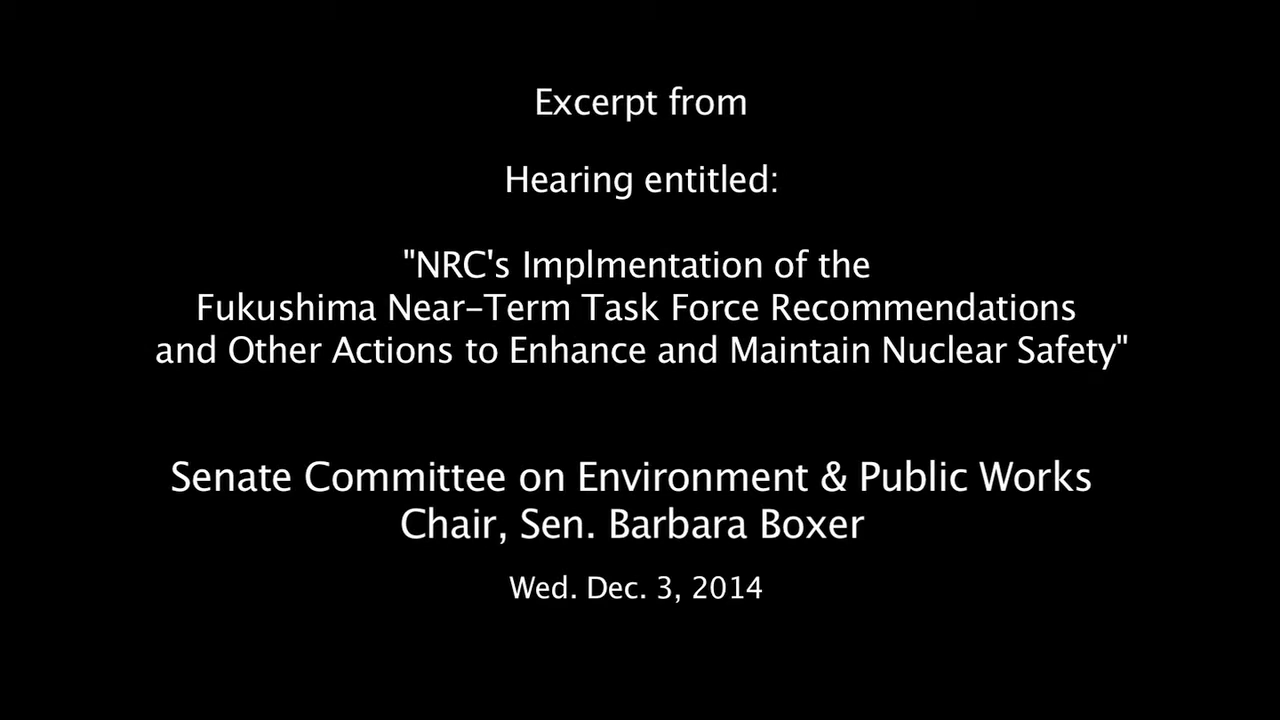 Excerpt from
Hearing entitled:
"NRC's Implmentation of the
Fukushima Near-Term Task Force Recommendations
and Other Actions to Enhance and Maintain Nuclear Safety"
Senate Committee on Environment & Public Works
Chair, Sen. Barbara Boxer
Wed. Dec. 3, 2014